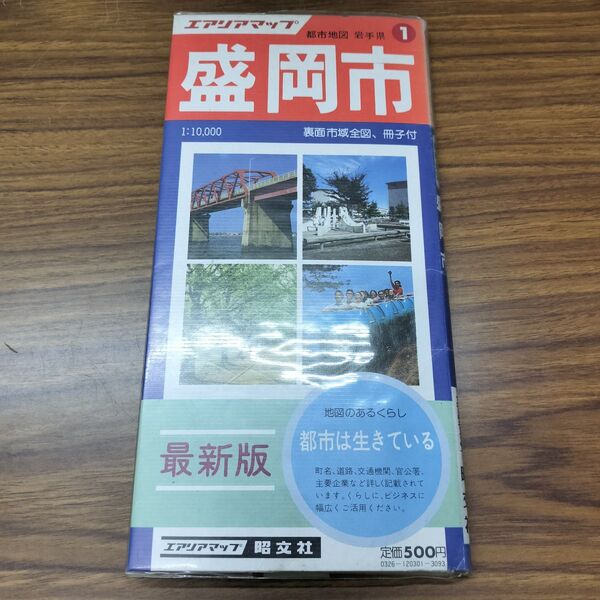 エアリアマップ
都市地図 岩手県 1
盛岡市
1:10,000
裏面市域全図、冊子付
地図のあるくらし
都市は生きている
最新版
町名、道路、交通機関、官公署、
主要企業など詳しく記載されて
います。くらしに、ビジネスに
幅広くご活用ください。
エアリアマップ 昭文社
定価500円
0326-120301-3093